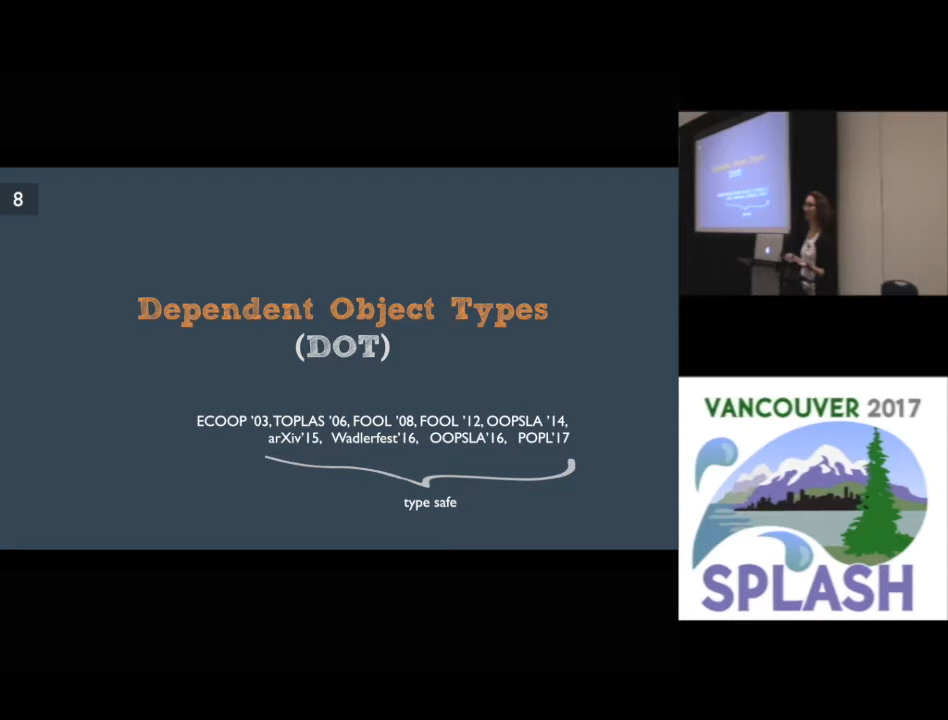 8
Dependent Object Types
(DOT)
ECOOP ’03, TOPLAS ’06, FOOL ’08, FOOL ’12, OOPSLA ’14,
arXiv’15, Wadlerfest’16, OOPSLA’16, POPL’17
type safe
VANCOUVER 2017
SPLASH